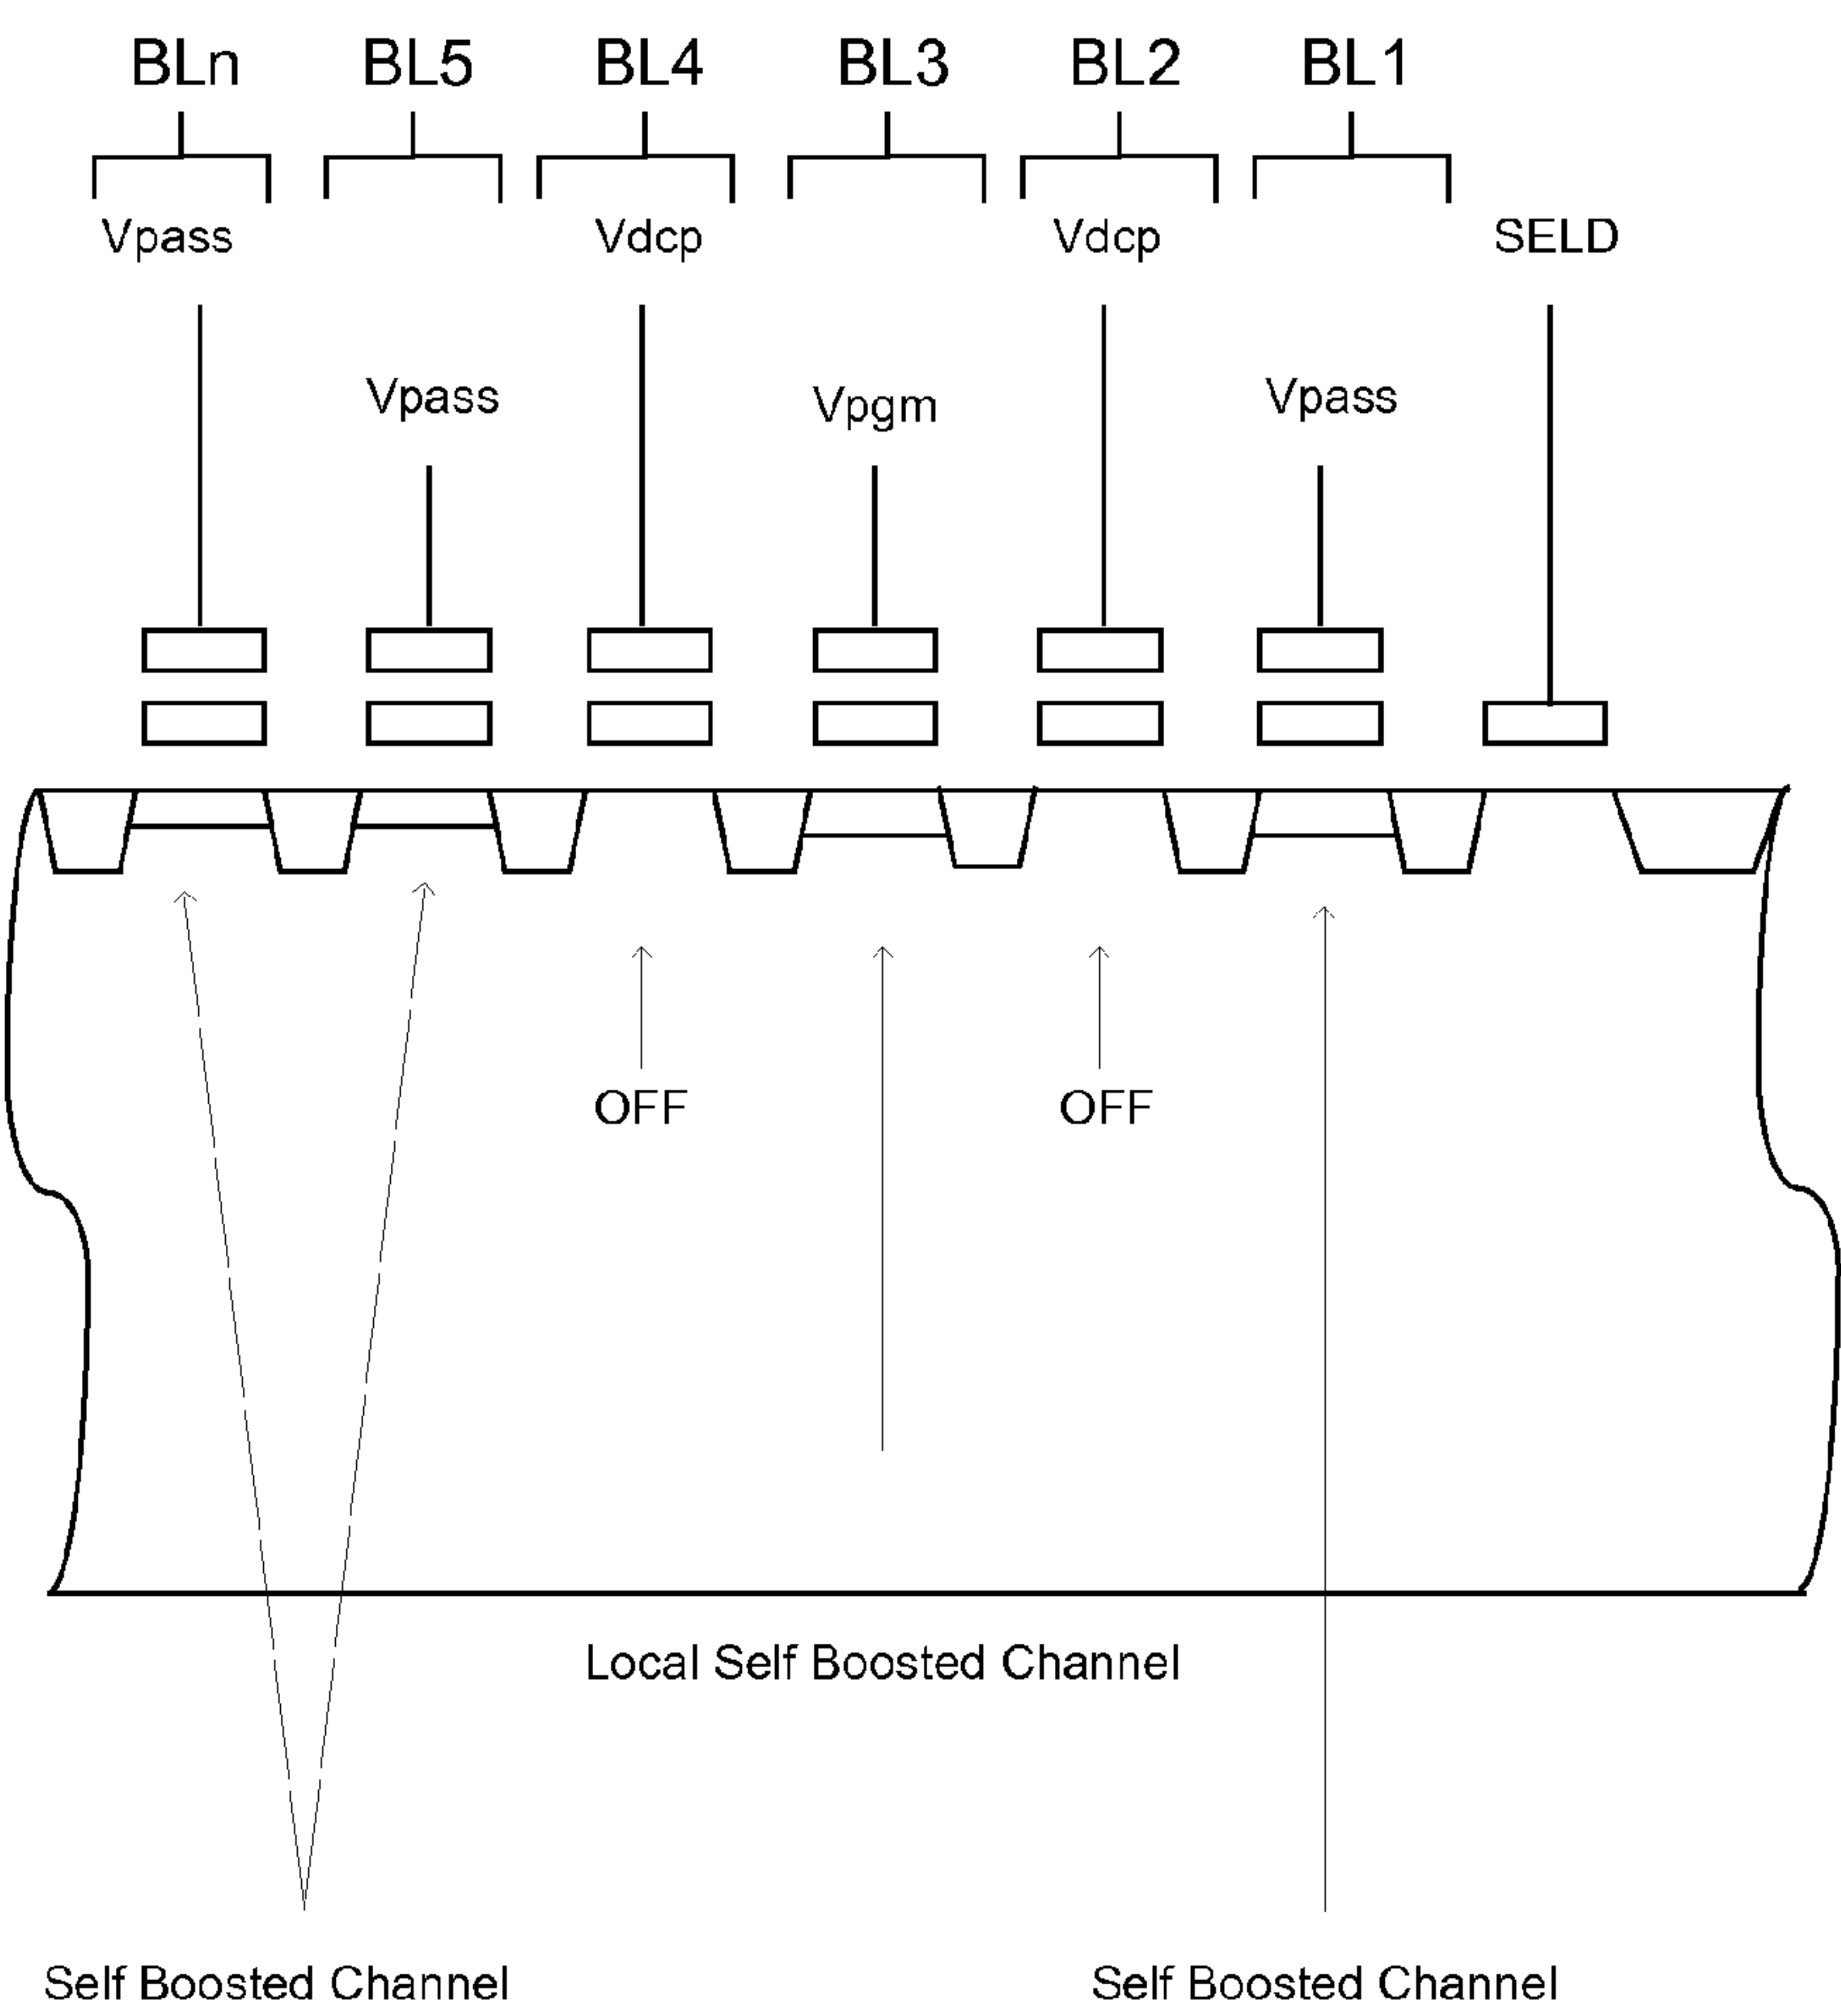 BLn BL5 BL4 BL3 BL2 BL1
Vpass Vdcp Vdcp SELD
Vpass Vpgm Vpass
OFF OFF
Local Self Boosted Channel
Self Boosted Channel Self Boosted Channel